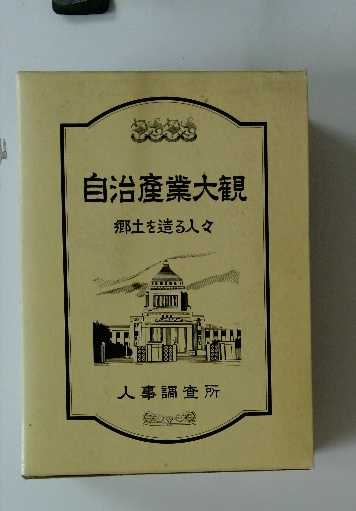 自治産業大観
郷土を造る人々
人事調査所